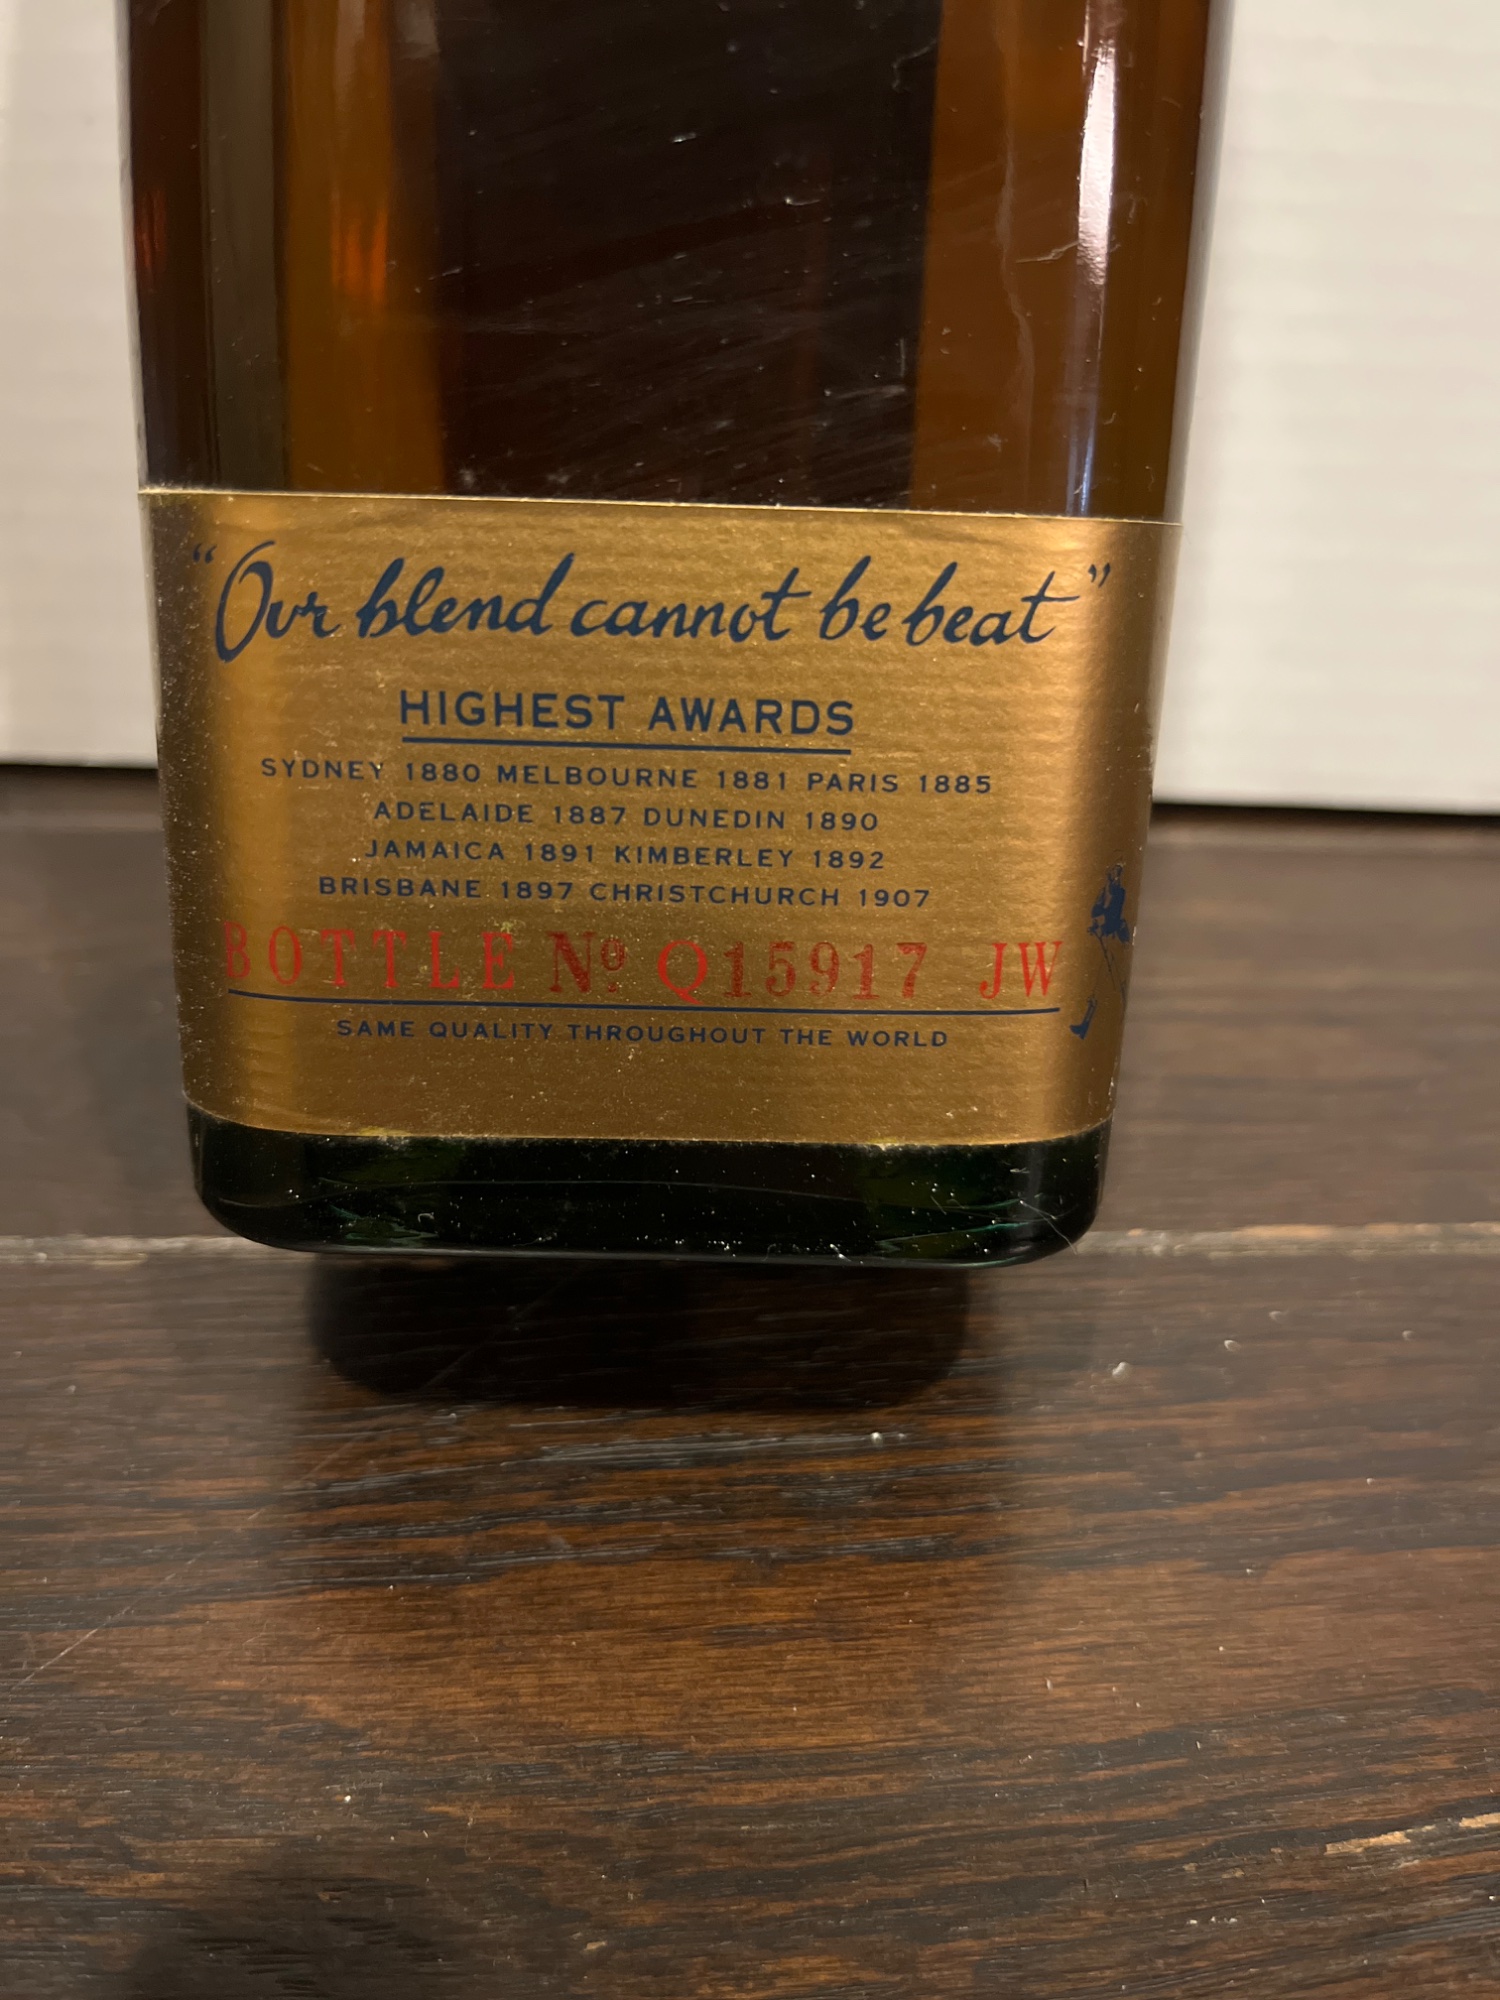 “Our blend cannot be beat”
HIGHEST AWARDS
SYDNEY 1880 MELBOURNE 1881 PARIS 1885
ADELAIDE 1887 DUNEDIN 1890
JAMAICA 1891 KIMBERLEY 1892
BRISBANE 1897 CHRISTCHURCH 1907
BOTTLE Nº Q15917 JW
SAME QUALITY THROUGHOUT THE WORLD